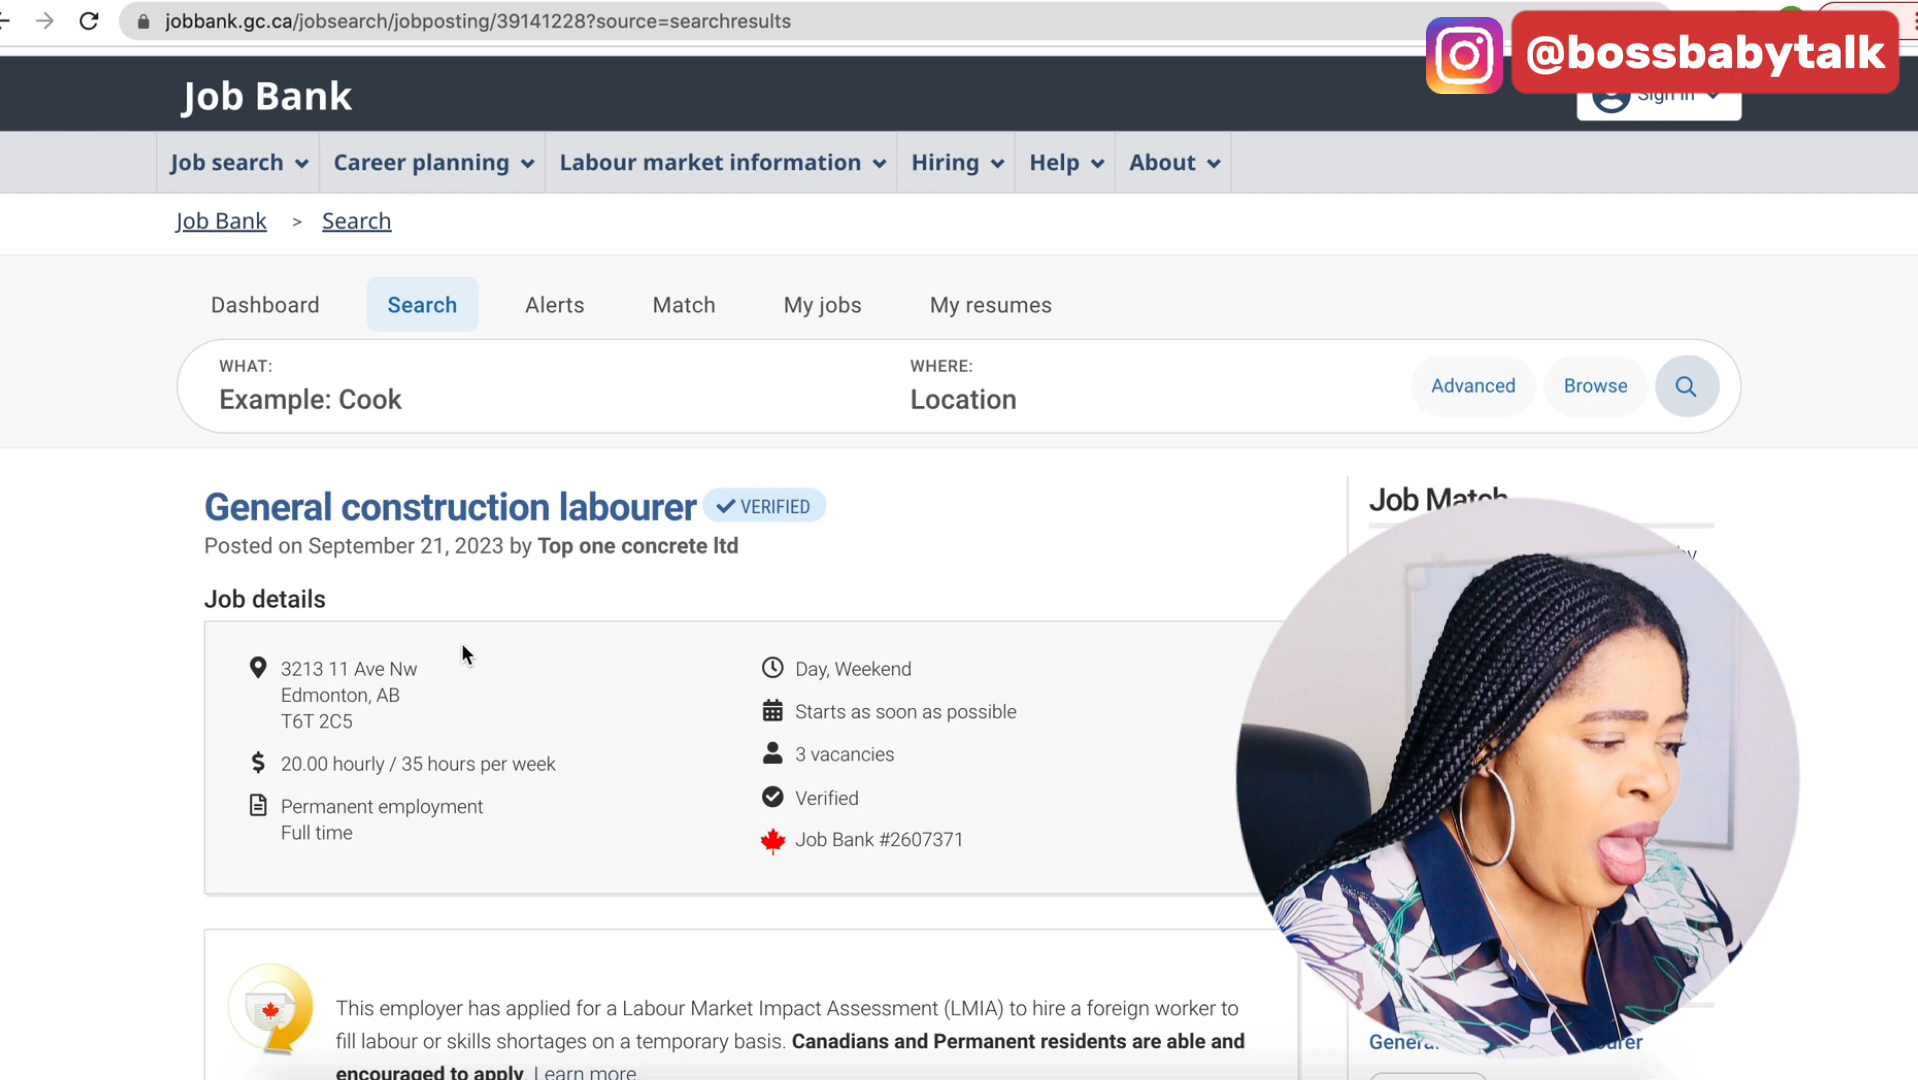 jobbank.gc.ca/jobsearch/jobposting/39141228?source=searchresults
@bossbabytalk
Job Bank
Sign in
Job search
Career planning
Labour market information
Hiring
Help
About
Job Bank > Search
Dashboard
Search
Alerts
Match
My jobs
My resumes
WHAT:
Example: Cook
WHERE:
Location
Advanced
Browse
General construction labourer
VERIFIED
Posted on September 21, 2023 by Top one concrete ltd
Job details
3213 11 Ave Nw
Edmonton, AB
T6T 2C5
20.00 hourly / 35 hours per week
Permanent employment
Full time
Day, Weekend
Starts as soon as possible
3 vacancies
Verified
Job Bank #2607371
This employer has applied for a Labour Market Impact Assessment (LMIA) to hire a foreign worker to
fill labour or skills shortages on a temporary basis. Canadians and Permanent residents are able and
encouraged to apply. Learn more.
Job Match